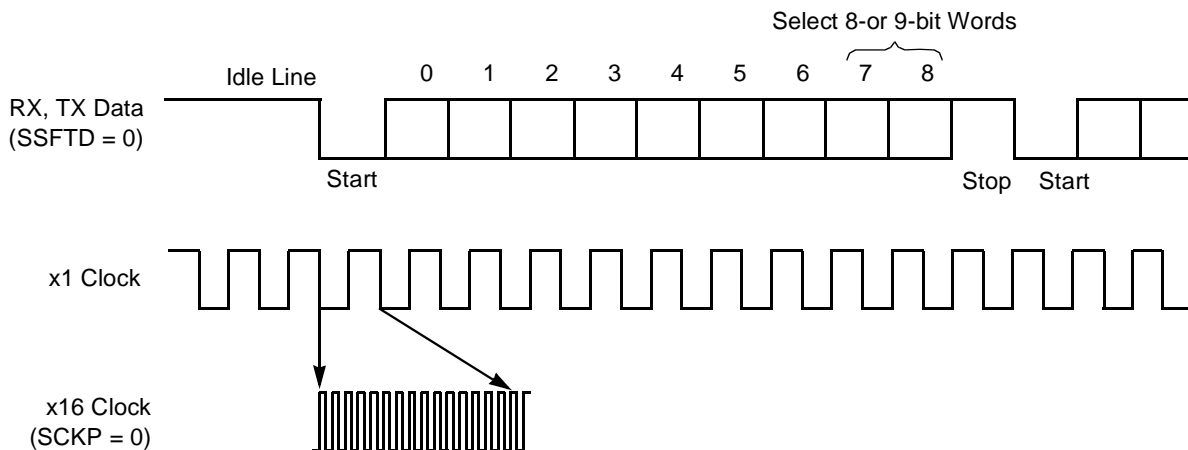 Select 8-or 9-bit Words
Idle Line 0 1 2 3 4 5 6 7 8
RX, TX Data
(SSFTD = 0)
Start Stop Start
x1 Clock
x16 Clock
(SCKP = 0)